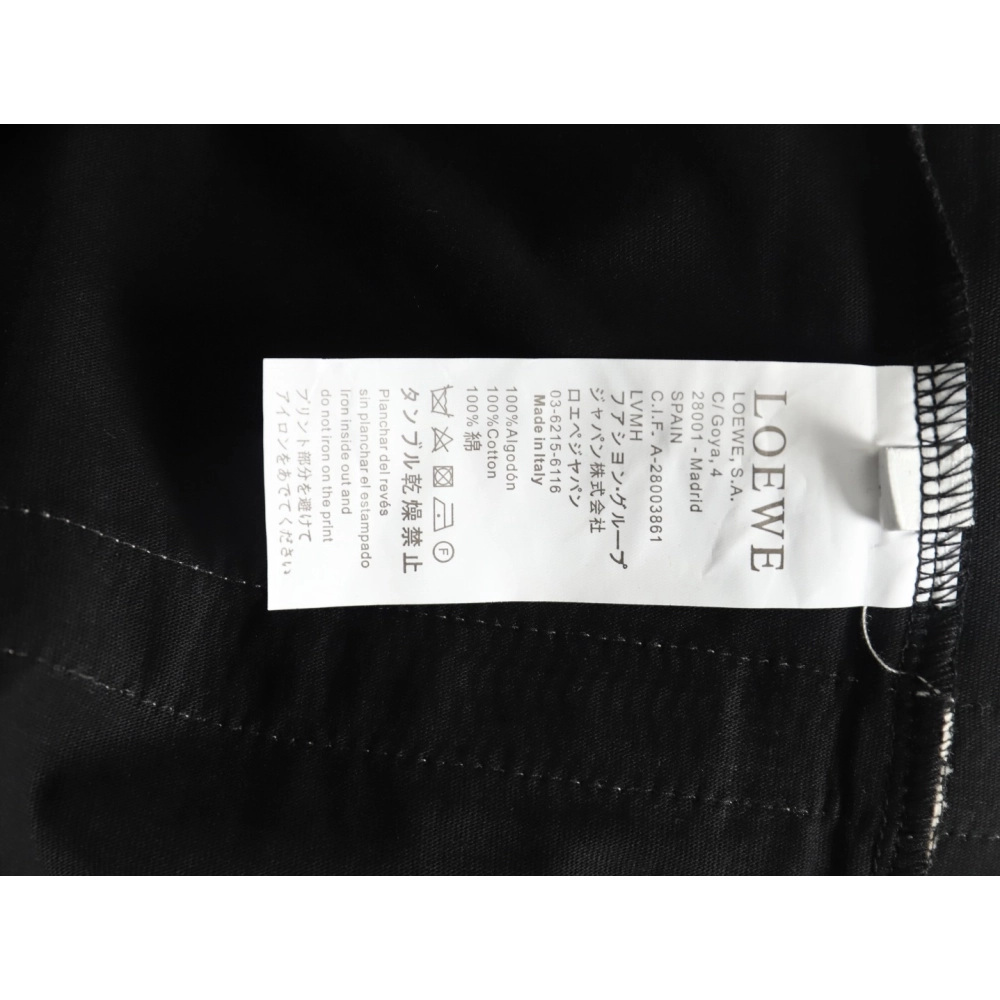 LOEWE
LOEWE, S.A.
C/ Goya, 4
28001 - Madrid
SPAIN
C.I.F. A-28003861
LVMH
ファシヨン·グループ
ジャパン株式会社
ロエペジャパン
03-6215-6116
Made in Italy
100%Algodón
100%Cotton
100%綿
F
タンブル乾燥禁止
Planchar del revés
sin planchar el estampado
Iron inside out and
do not iron on the print
プリント部分を避けて
アイロンをあでてください